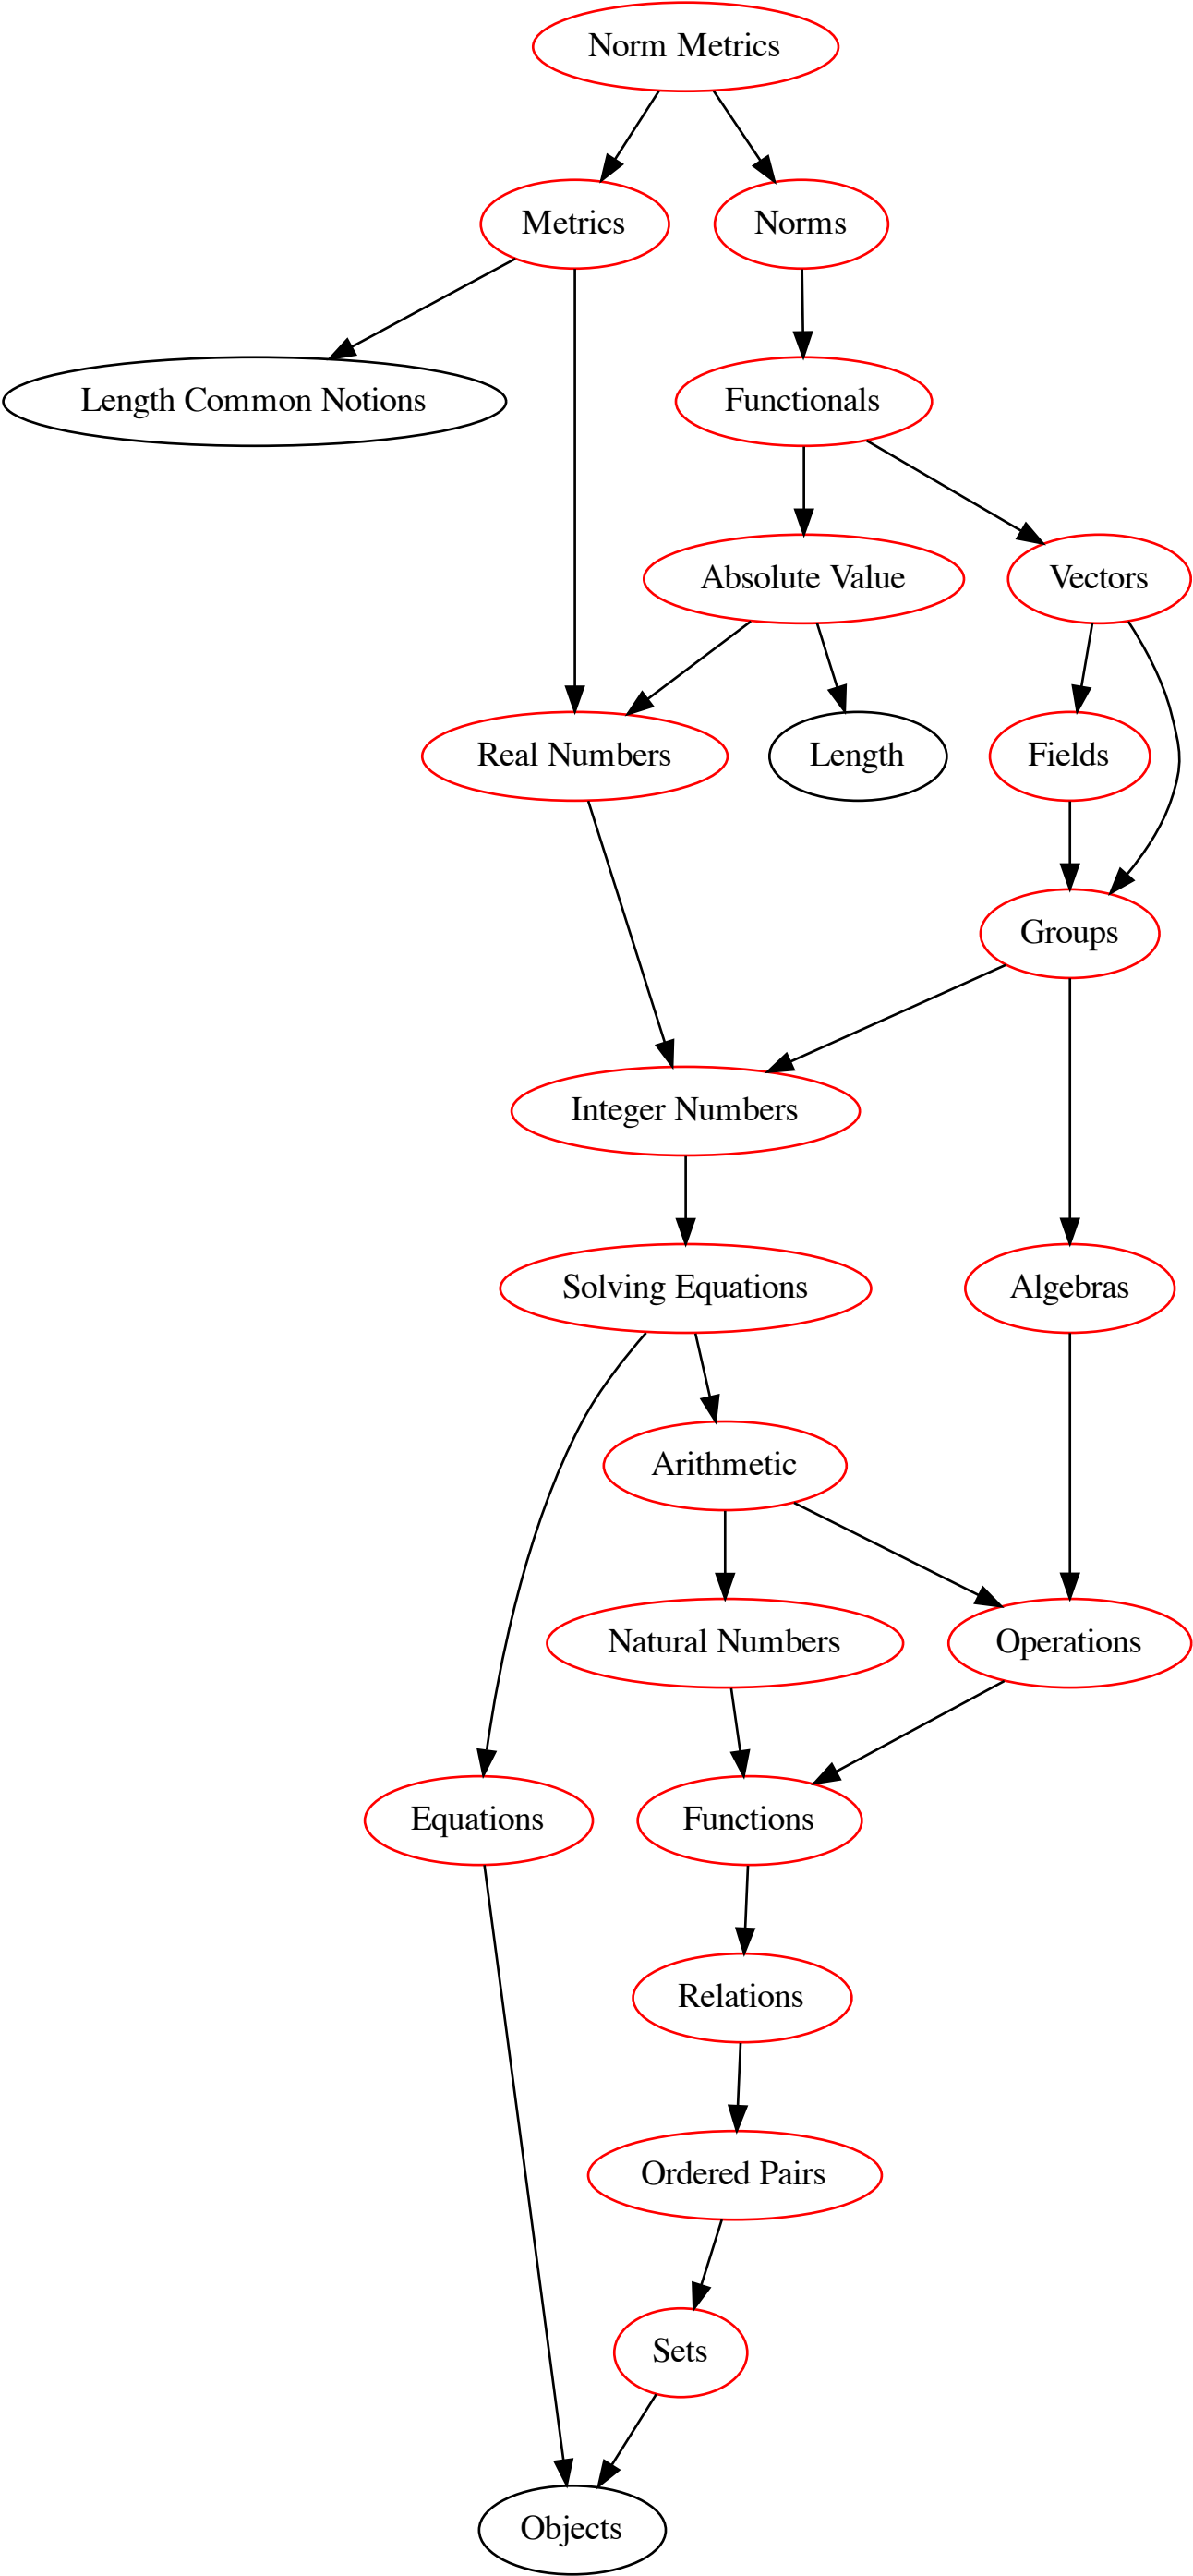 Norm Metrics
Metrics
Norms
Length Common Notions
Functionals
Absolute Value
Vectors
Real Numbers
Length
Fields
Groups
Integer Numbers
Solving Equations
Algebras
Arithmetic
Natural Numbers
Operations
Equations
Functions
Relations
Ordered Pairs
Sets
Objects